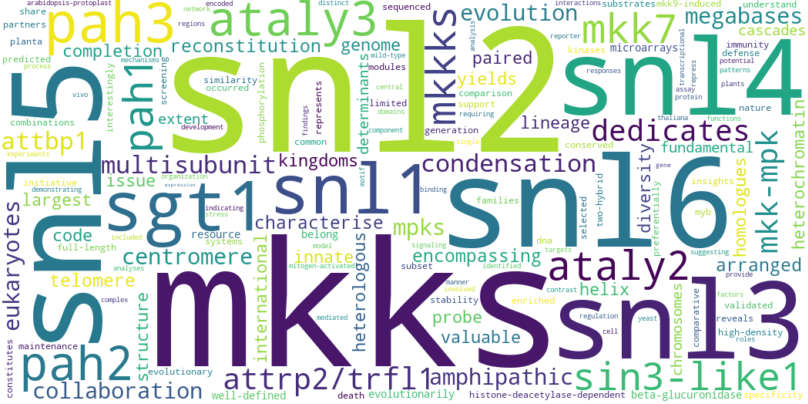 arabidopsis-protoplast
encoded
regions
network
distinct
sequenced
interactions
substrates
mkk9-induced
understand
share
partners
planta
pah3
ataly3
evolution
mkk7
megabases
cascades
completion
reconstitution
genome
mkkks
paired
microarrays
immunity
defense
potential
predicted
process
mechanisms
wild-type
analysis
reporter
kinases
transcriptional
patterns
plants
vivo
interestingly
pah1
screening
similarity
occurred
phosphorylation
central
domains
modules
determinants
yields
comparison
support
requiring
responses
repress
assay
protein
snl2
snl4
combinations
extent
development
findings
represents
limited
generation
lineage
thaliana
functions
nature
attbp1
experiments
common
component
single
conserved
dedicates
fundamental
heterochromatin
snl5
multisubunit
kingdoms
motif
condensation
two-hybrid
gene
diversity
preferentially
homologues
mkk-mpk
initiative
demonstrating
issue
organization
expression
binding
families
selected
insights
myb
largest
sgt1
snl1
snl6
indicating
stress
characterise
mpks
dna
targets
suggesting
code
full-length
resource
systems
belong
model
signaling
identified
encompassing
centromere
innate
mitogen-activated
subset
enriched
ataly2
arranged
eukaryotes
telomere
included
analyses
international
heterologous
evolutionary
stability
contrast
manner
involved
helix
provide
factors
validated
structure
mkks
snl3
probe
valuable
regulation
cell
yeast
chromosomes
comparative
reveals
high-density
roles
constitutes
maintenance
complex
pah2
mediated
attrp2/trfl1
amphipathic
sin3-like1
collaboration
well-defined
death
evolutionarily
histone-deacetylase-dependent
beta-glucuronidase
specificity